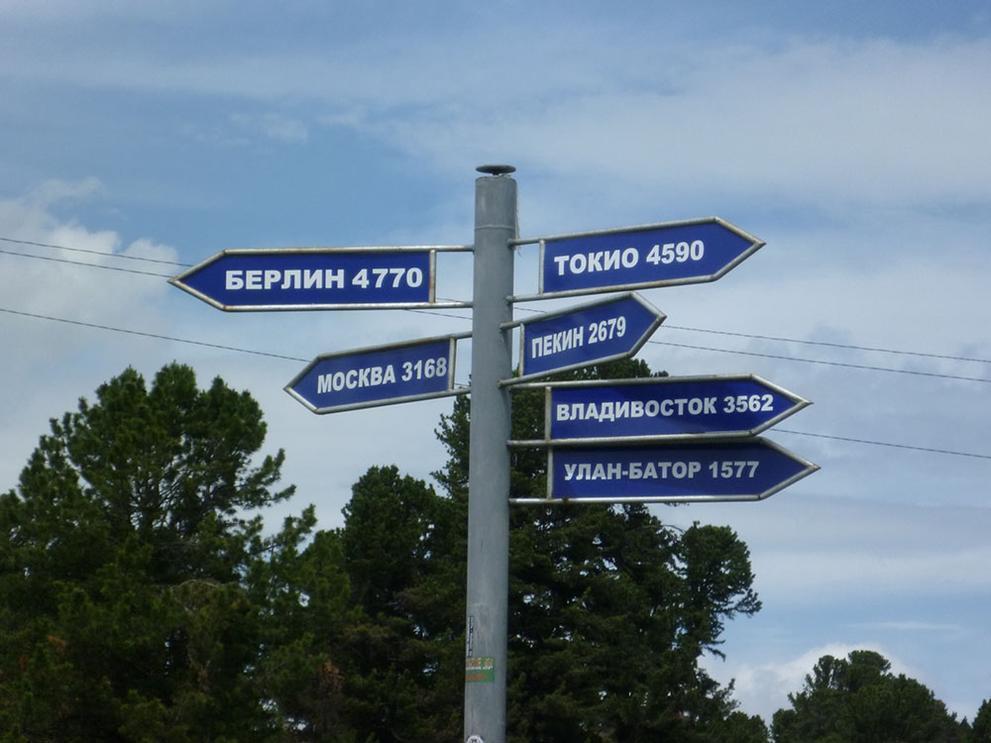 БЕРЛИН 4770
ТОКИО 4590
ПЕКИН 2679
МОСКВА 3168
ВЛАДИВОСТОК 3562
УЛАН-БАТОР 1577